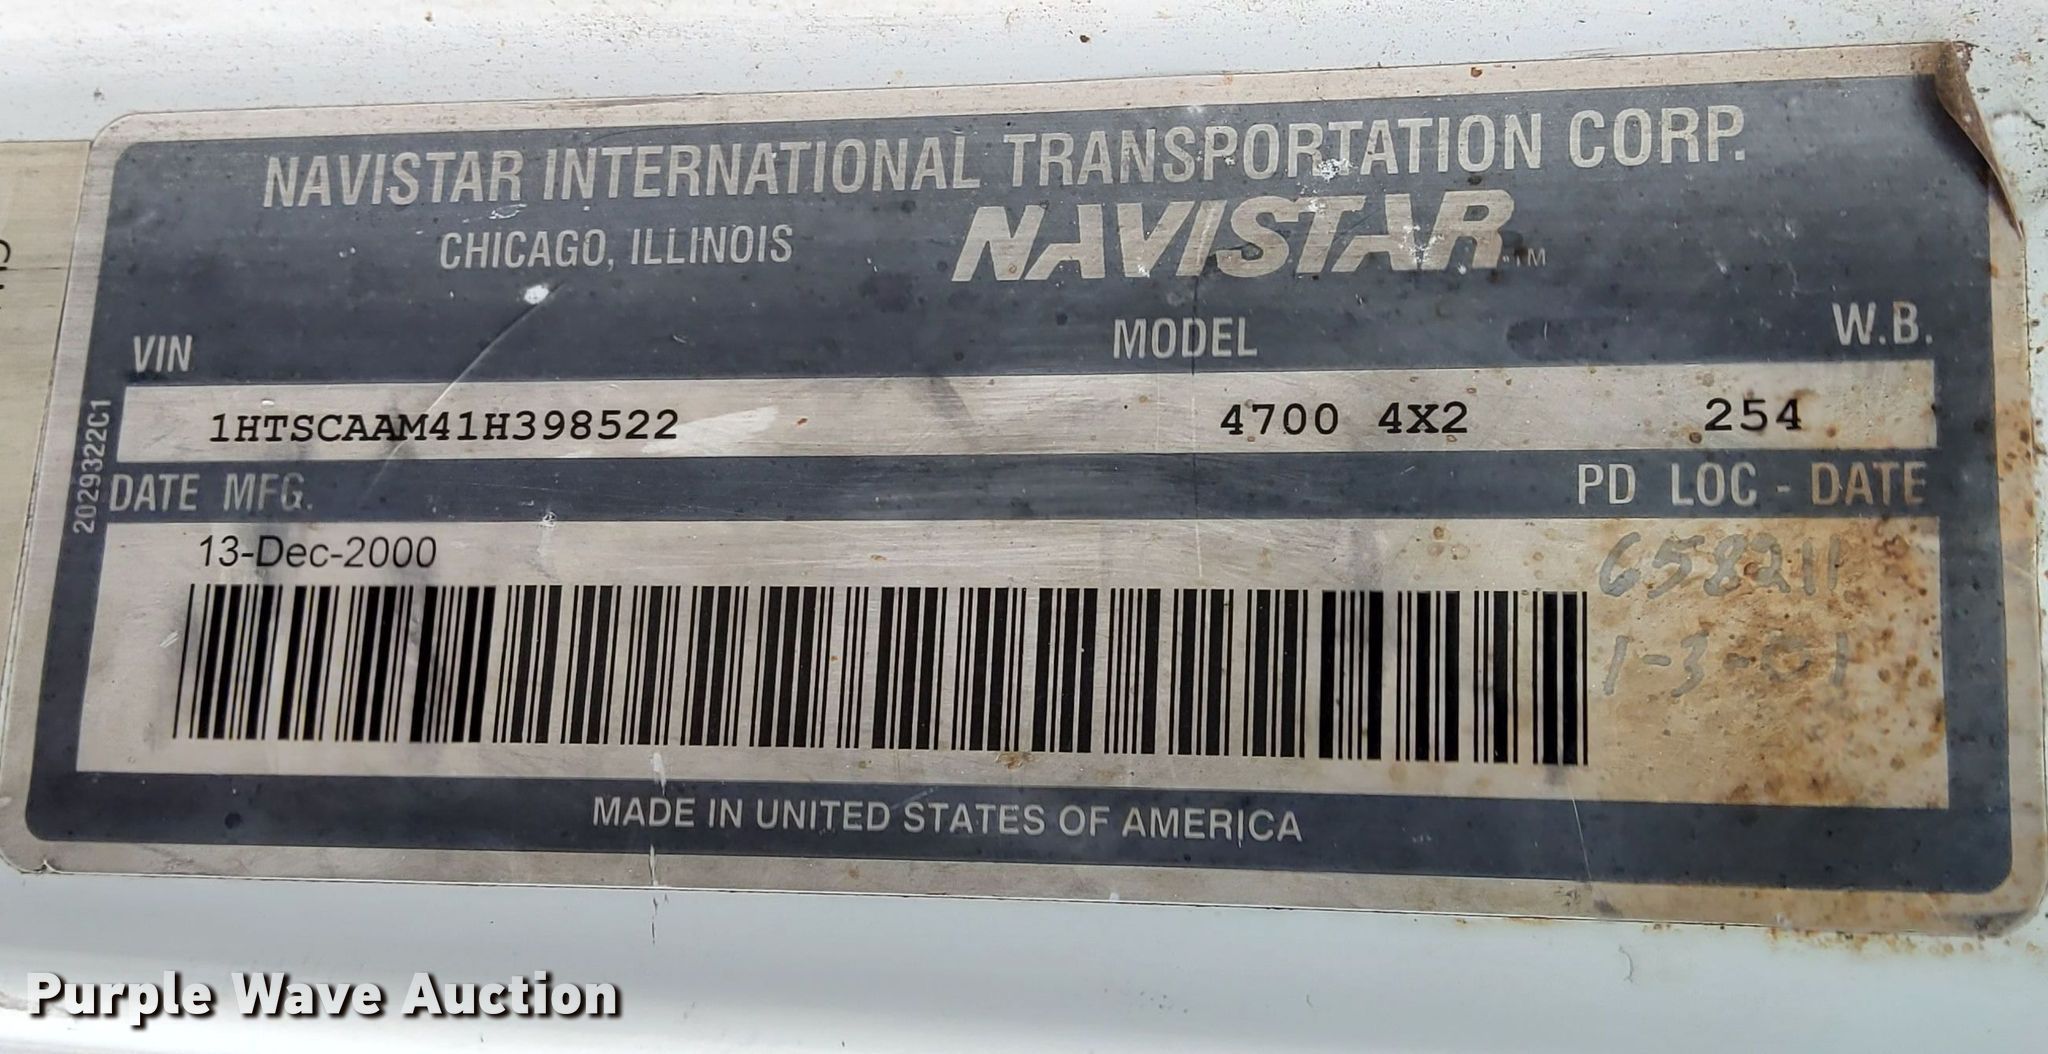 NAVISTAR INTERNATIONAL TRANSPORTATION CORP.
CHICAGO, ILLINOIS
NAVISTAR TM
VIN MODEL W.B.
1HTSCAAM41H398522 4700 4X2 254
2029322C1
DATE MFG. PD LOC - DATE
13-Dec-2000
658211
1-3-01
MADE IN UNITED STATES OF AMERICA
Purple Wave Auction